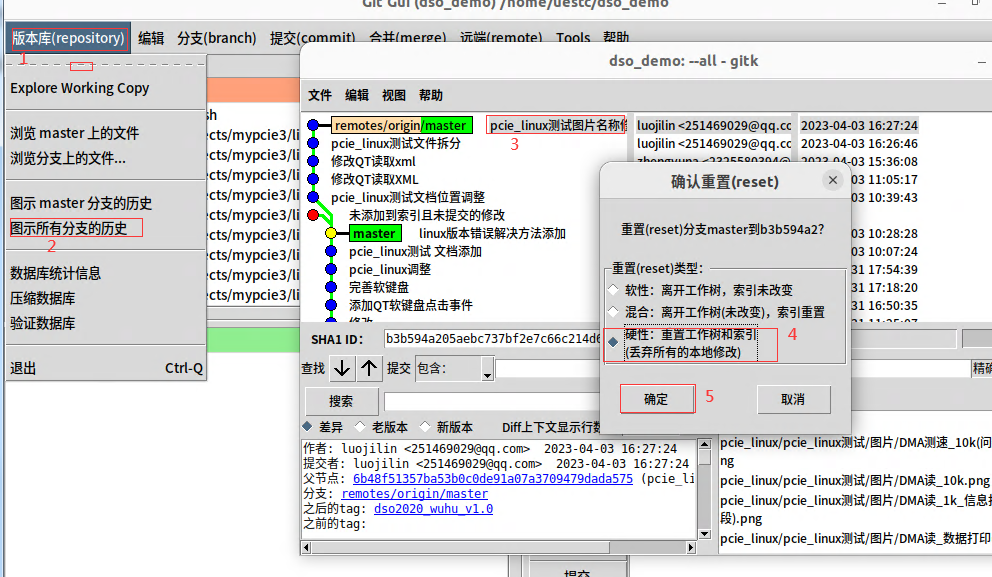 Git Gui (dso_demo) /home/uestc/dso_demo
版本库(repository) 编辑 分支(branch) 提交(commit) 合并(merge) 远端(remote) Tools 帮助
1
Explore Working Copy
浏览 master 上的文件
浏览分支上的文件...
图示 master 分支的历史
图示所有分支的历史
2
数据库统计信息
压缩数据库
验证数据库
退出 Ctrl-Q
sh
ects/mypcie3/li
ects/mypcie3/li
ects/mypcie3/li
ects/mypcie3/li
ects/mypcie3/li
ects/mypcie3/li
ects/mypcie3/li
ects/mypcie3/li
ects/mypcie3/li
dso_demo: --all - gitk
文件 编辑 视图 帮助
remotes/origin/master pcie_linux测试图片名称修 luojilin <251469029@qq.co 2023-04-03 16:27:24
3
pcie_linux测试文件拆分 luojilin <251469029@qq.co 2023-04-03 16:26:46
修改QT读取xml 2023-04-03 15:36:08
修改QT读取XML 03 11:05:17
pcie_linux测试文档位置调整 03 10:39:43
未添加到索引且未提交的修改
master linux版本错误解决方法添加 03 10:28:28
pcie_linux测试 文档添加 03 10:07:24
pcie_linux调整 31 17:54:39
完善软键盘 31 17:18:20
添加QT软键盘点击事件 31 16:50:35
SHA1 ID: b3b594a205aebc737bf2e7c66c214d6
查找 提交 包含: 精确
搜索
差异 老版本 新版本 Diff上下文显示行数
作者: luojilin <251469029@qq.com> 2023-04-03 16:27:24
提交者: luojilin <251469029@qq.com> 2023-04-03 16:27:24
父节点: 6b48f51357ba53b0c0de91a07a3709479dada575 (pcie_li
分支: remotes/origin/master
之后的tag: dso2020_wuhu_v1.0
之前的tag:
确认重置(reset)
重置(reset)分支master到b3b594a2?
重置(reset)类型:
软性: 离开工作树，索引未改变
混合: 离开工作树(未改变)，索引重置
硬性: 重置工作树和索引
(丢弃所有的本地修改)
4
确定 5 取消
pcie_linux/pcie_linux测试/图片/DMA测速_10k(问
ng
pcie_linux/pcie_linux测试/图片/DMA读_10k.png
pcie_linux/pcie_linux测试/图片/DMA读_1k_信息打
段).png
pcie_linux/pcie_linux测试/图片/DMA读_数据打印
提交